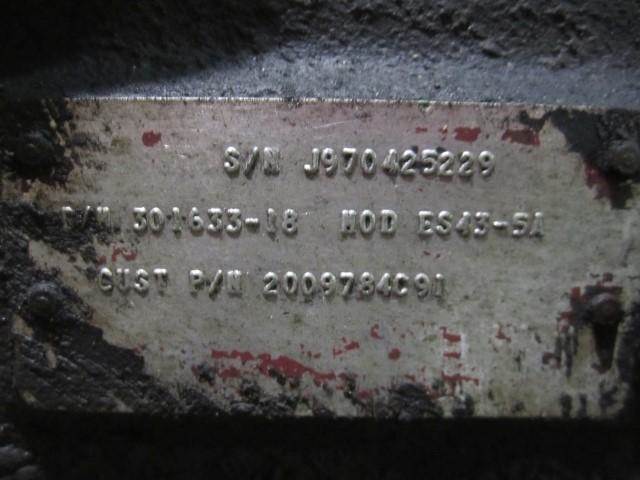 S/N J970425229
P/N 301633-18 MOD ES43-5A
CUST P/N 2009784C91